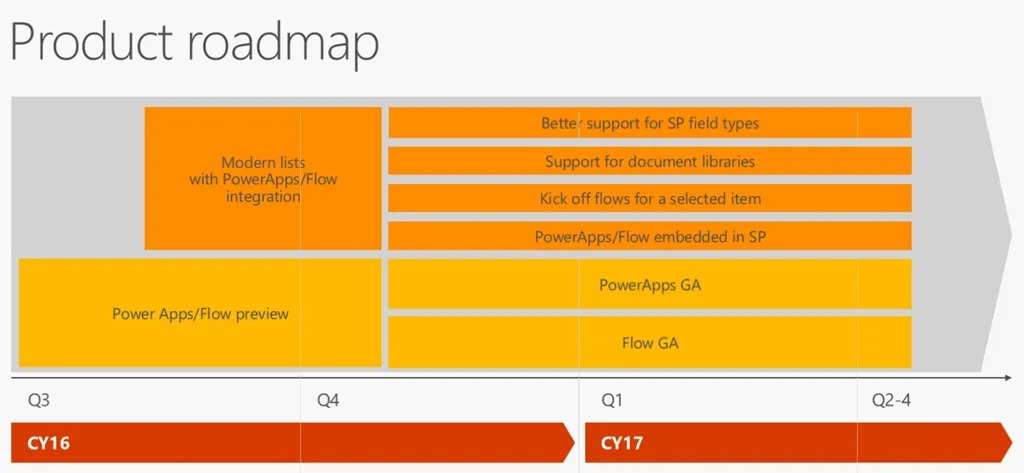 Product roadmap
Modern lists
with PowerApps/Flow
integration
Better support for SP field types
Support for document libraries
Kick off flows for a selected item
PowerApps/Flow embedded in SP
Power Apps/Flow preview
PowerApps GA
Flow GA
Q3
Q4
Q1
Q2-4
CY16
CY17